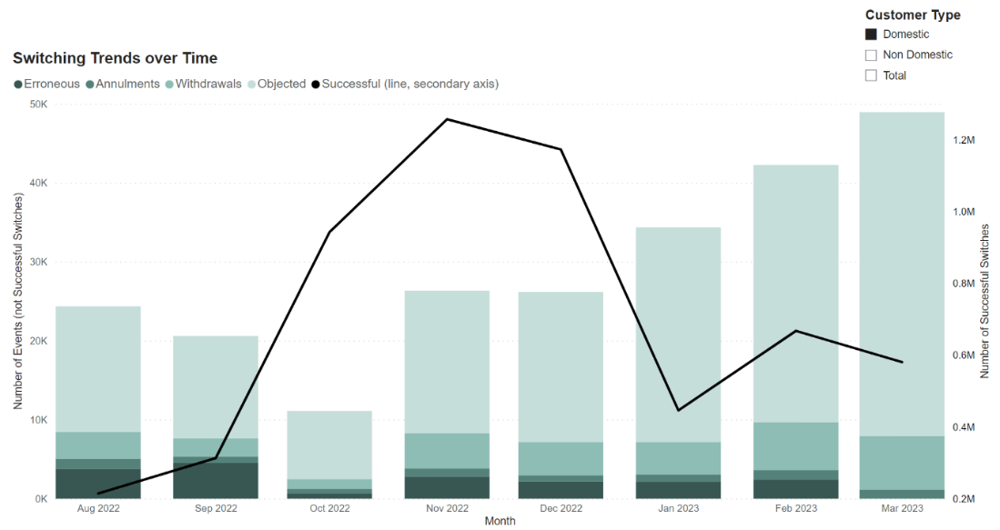 Customer Type
Domestic
Non Domestic
Total
Switching Trends over Time
Erroneous Annulments Withdrawals Objected Successful (line, secondary axis)
Number of Events (not Successful Switches)
50K
40K
30K
20K
10K
0K
1.2M
1.0M
0.8M
0.6M
0.4M
0.2M
Number of Successful Switches
Aug 2022 Sep 2022 Oct 2022 Nov 2022 Dec 2022 Jan 2023 Feb 2023 Mar 2023
Month